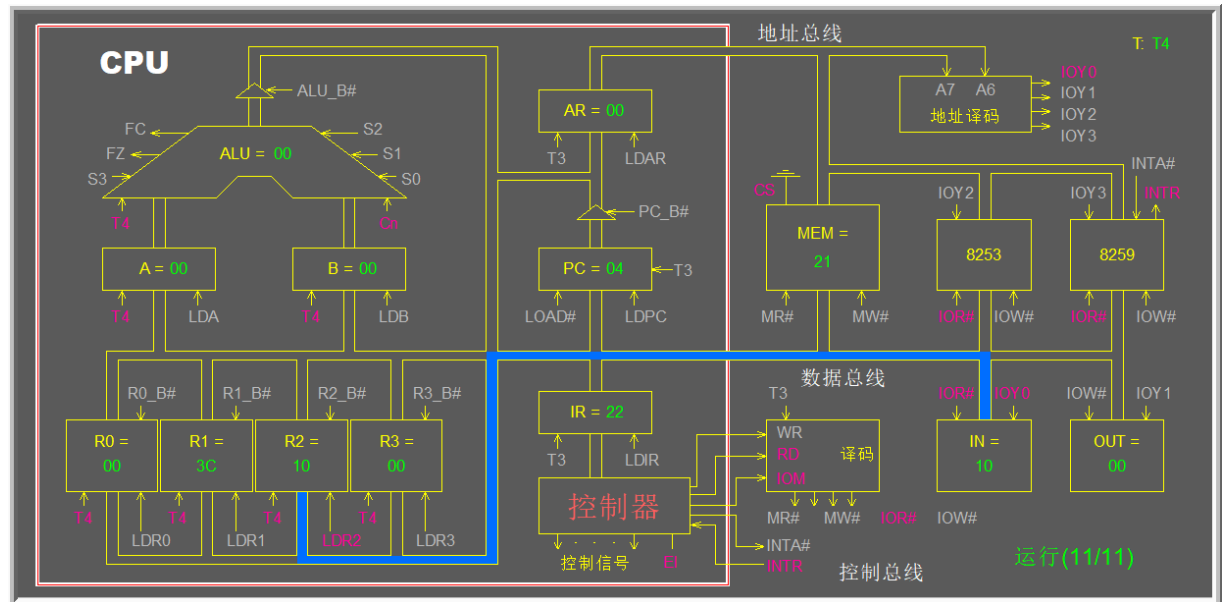 地址总线
T: T4
CPU
ALU_B#
AR = 00
T3 LDAR
A7 A6
地址译码
IOY0
IOY1
IOY2
IOY3
FC
FZ
S3
ALU = 00
S2
S1
S0
T4 Cn
A = 00
T4 LDA
B = 00
T4 LDB
PC_B#
PC = 04
T3
LOAD# LDPC
CS
MEM =
21
MR# MW#
IOY2
8253
IOR# IOW#
IOY3
INTA#
INTR
8259
IOR# IOW#
数据总线
R0_B# R1_B# R2_B# R3_B#
R0 =
00
R1 =
3C
R2 =
10
R3 =
00
T4 T4 T4 T4
LDR0 LDR1 LDR2 LDR3
IR = 22
T3 LDIR
控制器
控制信号
TI
T3
WR
RD
IOM
译码
MR# MW# IOR# IOW#
INTA#
INTR
控制总线
IOR# IOY0
IN =
10
IOW# IOY1
OUT =
00
运行(11/11)